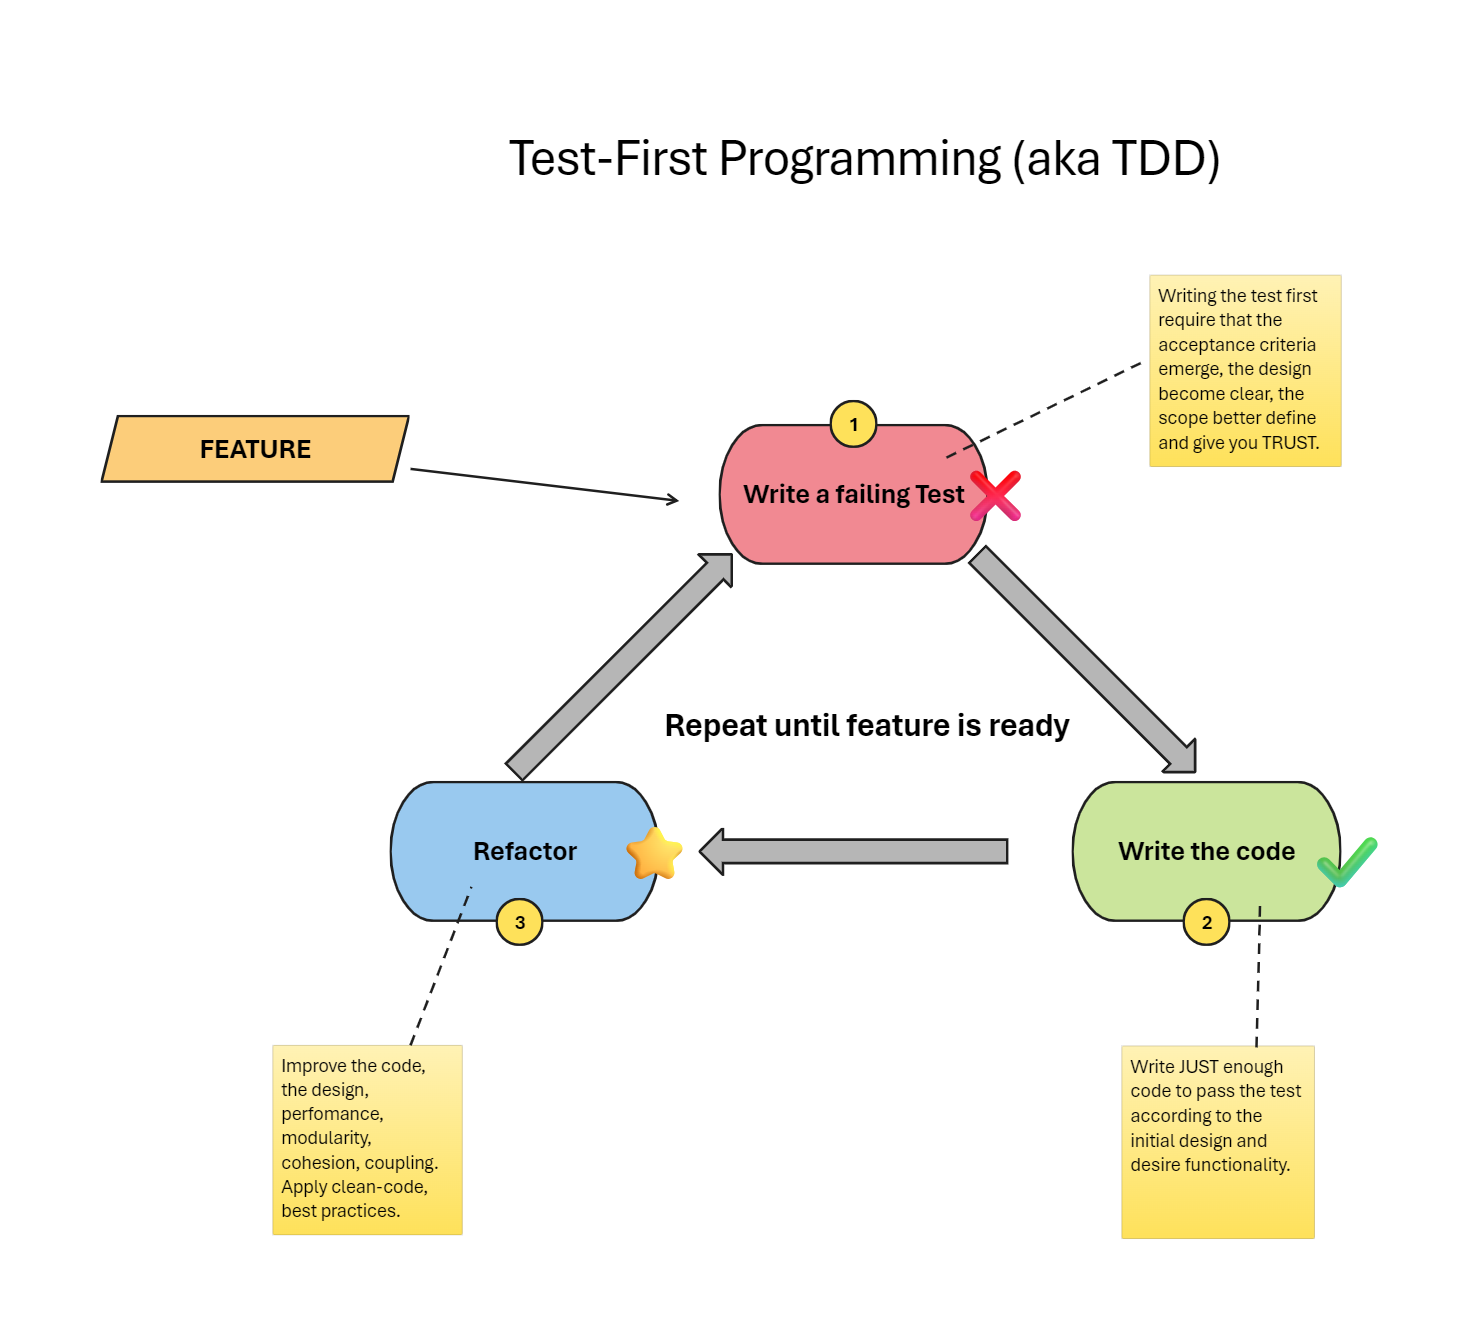 Test-First Programming (aka TDD)
Writing the test first
require that the
acceptance criteria
emerge, the design
become clear, the
scope better define
and give you TRUST.
FEATURE
1
Write a failing Test
Repeat until feature is ready
Refactor
3
Write the code
2
Improve the code,
the design,
perfomance,
modularity,
cohesion, coupling.
Apply clean-code,
best practices.
Write JUST enough
code to pass the test
according to the
initial design and
desire functionality.